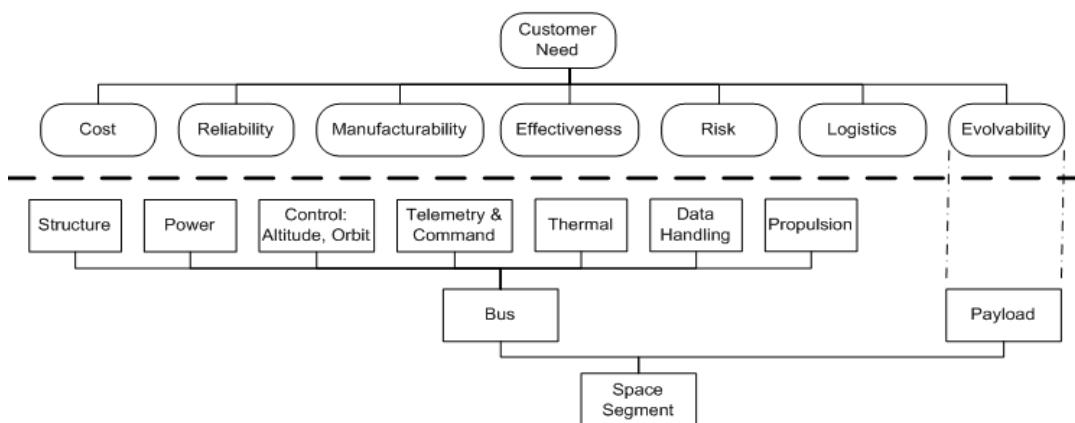 Customer
Need
Cost
Reliability
Manufacturability
Effectiveness
Risk
Logistics
Evolvability
Structure
Power
Control:
Altitude, Orbit
Telemetry &
Command
Thermal
Data
Handling
Propulsion
Bus
Payload
Space
Segment